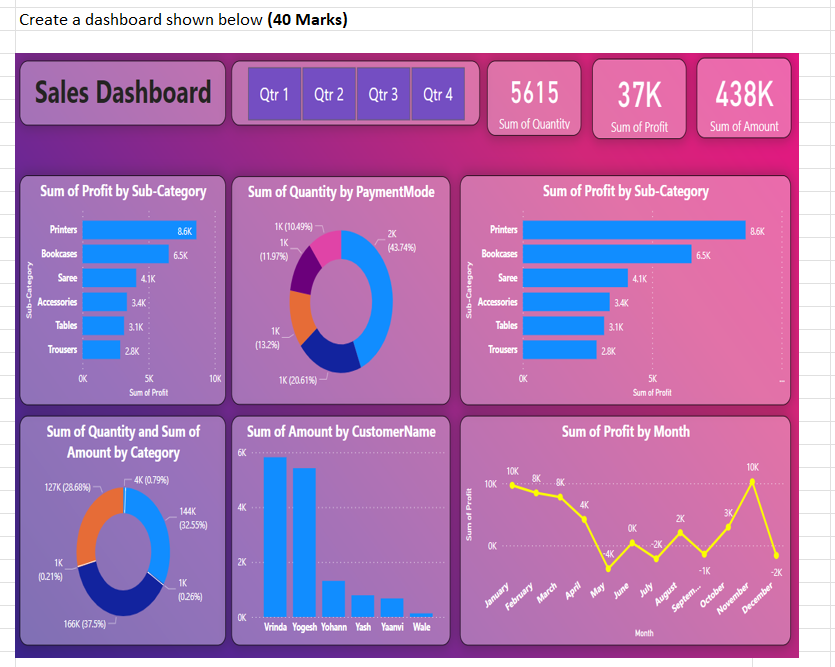 Create a dashboard shown below (40 Marks)
Sales Dashboard
Qtr 1 Qtr 2 Qtr 3 Qtr 4
5615
Sum of Quantity
37K
Sum of Profit
438K
Sum of Amount
Sum of Profit by Sub-Category
Sub-Category
Printers 8.6K
Bookcases 6.5K
Saree 4.1K
Accessories 3.4K
Tables 3.1K
Trousers 2.8K
0K 5K 10K
Sum of Profit
Sum of Quantity by PaymentMode
1K (10.49%)
2K
(43.74%)
1K
(11.97%)
1K
(13.2%)
1K (20.61%)
Sum of Profit by Sub-Category
Sub-Category
Printers 8.6K
Bookcases 6.5K
Saree 4.1K
Accessories 3.4K
Tables 3.1K
Trousers 2.8K
0K 5K ...
Sum of Profit
Sum of Quantity and Sum of
Amount by Category
4K (0.79%)
127K (28.68%)
144K
(32.55%)
1K
(0.21%)
1K
(0.26%)
166K (37.5%)
Sum of Amount by CustomerName
6K
4K
2K
0K
Vrinda Yogesh Yohann Yash Yaanvi Wale
Sum of Profit by Month
Sum of Profit
10K
0K
10K 8K 8K 4K -4K 0K -2K 2K -1K 3K 10K -2K
January February March April May June July August Septem... October November December
Month